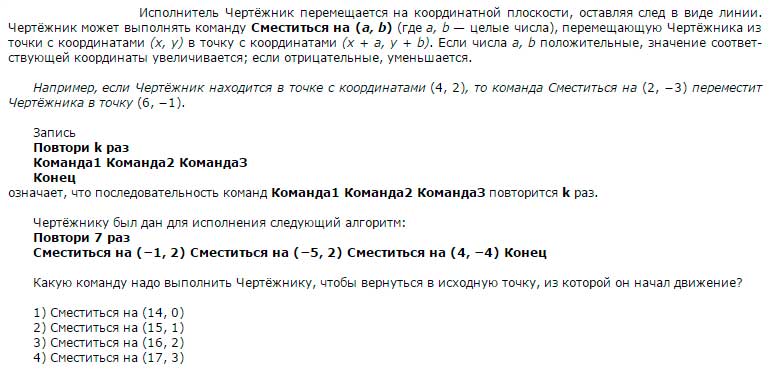 Исполнитель Чертёжник перемещается на координатной плоскости, оставляя след в виде линии.
Чертёжник может выполнять команду Сместиться на (a, b) (где a, b — целые числа), перемещающую Чертёжника из
точки с координатами (x, y) в точку с координатами (x + a, y + b). Если числа a, b положительные, значение соответ-
ствующей координаты увеличивается; если отрицательные, уменьшается.
Например, если Чертёжник находится в точке с координатами (4, 2), то команда Сместиться на (2, −3) переместит
Чертёжника в точку (6, −1).
Запись
Повтори k раз
Команда1 Команда2 Команда3
Конец
означает, что последовательность команд Команда1 Команда2 Команда3 повторится k раз.
Чертёжнику был дан для исполнения следующий алгоритм:
Повтори 7 раз
Сместиться на (−1, 2) Сместиться на (−5, 2) Сместиться на (4, −4) Конец
Какую команду надо выполнить Чертёжнику, чтобы вернуться в исходную точку, из которой он начал движение?
1) Сместиться на (14, 0)
2) Сместиться на (15, 1)
3) Сместиться на (16, 2)
4) Сместиться на (17, 3)